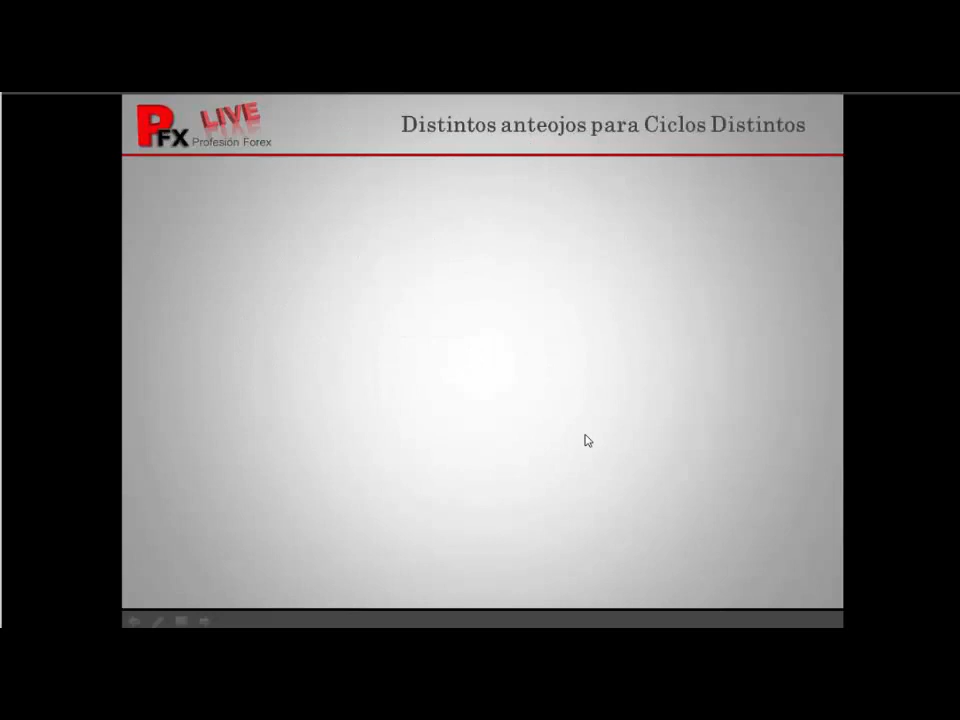 PFX LIVE
Profesión Forex
Distintos anteojos para Ciclos Distintos